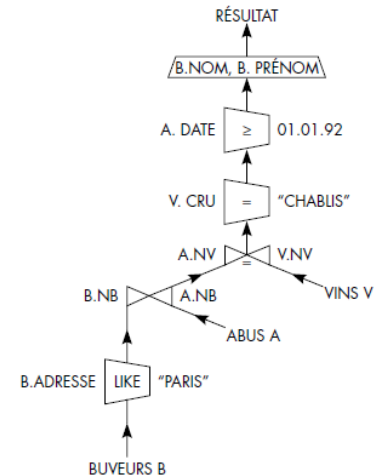 RÉSULTAT
B.NOM, B. PRÉNOM
A. DATE ≥ 01.01.92
V. CRU = “CHABLIS”
A.NV = V.NV
B.NB A.NB VINS V
ABUS A
B.ADRESSE LIKE “PARIS”
BUVEURS B